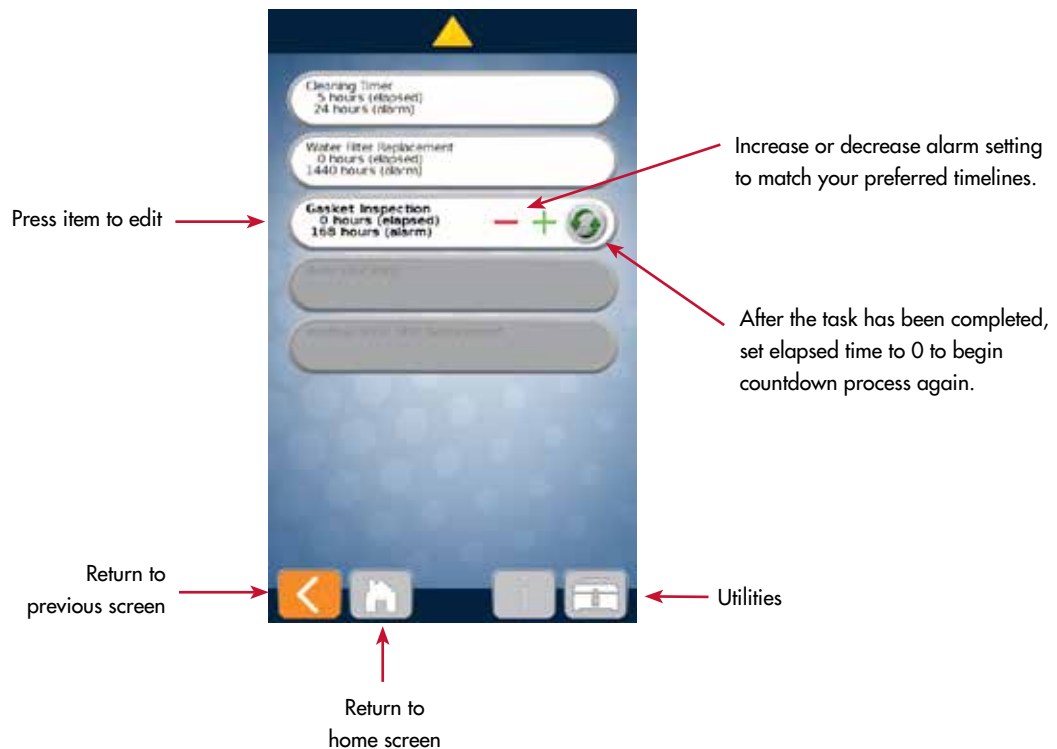 Cleaning Timer
5 hours (elapsed)
24 hours (alarm)
Water Filter Replacement
0 hours (elapsed)
1440 hours (alarm)
Increase or decrease alarm setting
to match your preferred timelines.
Press item to edit
Gasket Inspection
0 hours (elapsed)
168 hours (alarm)
After the task has been completed,
set elapsed time to 0 to begin
countdown process again.
Return to
previous screen
Utilities
Return to
home screen